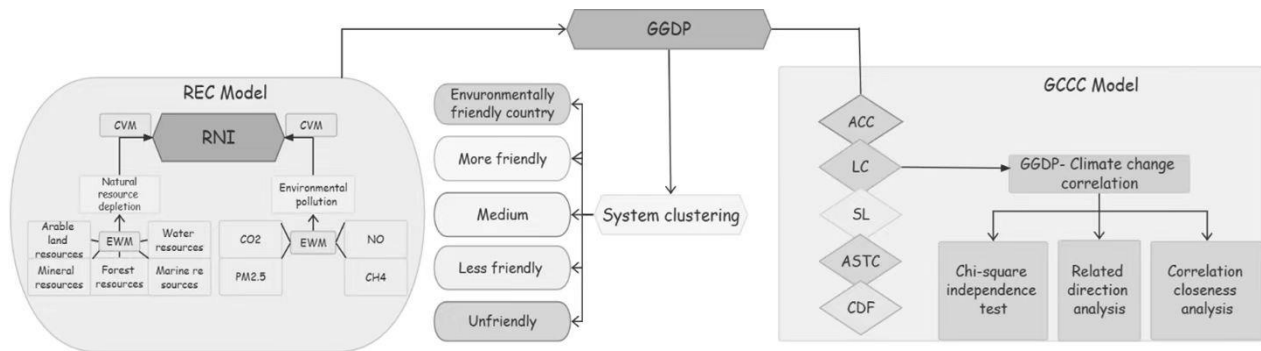 GGDP
REC Model
CVM
RNI
CVM
Natural
resource
depletion
Environmental
pollution
Arable
land
resources
EWM
Water
resources
Mineral
resources
Forest
resources
Marine re
sources
CO2
EWM
NO
PM2.5
CH4
Envuronmentally
friendly country
More friendly
Medium
Less friendly
Unfriendly
System clustering
GCCC Model
ACC
LC
SL
ASTC
CDF
GGDP- Climate change
correlation
Chi-square
independence
test
Related
direction
analysis
Correlation
closeness
analysis